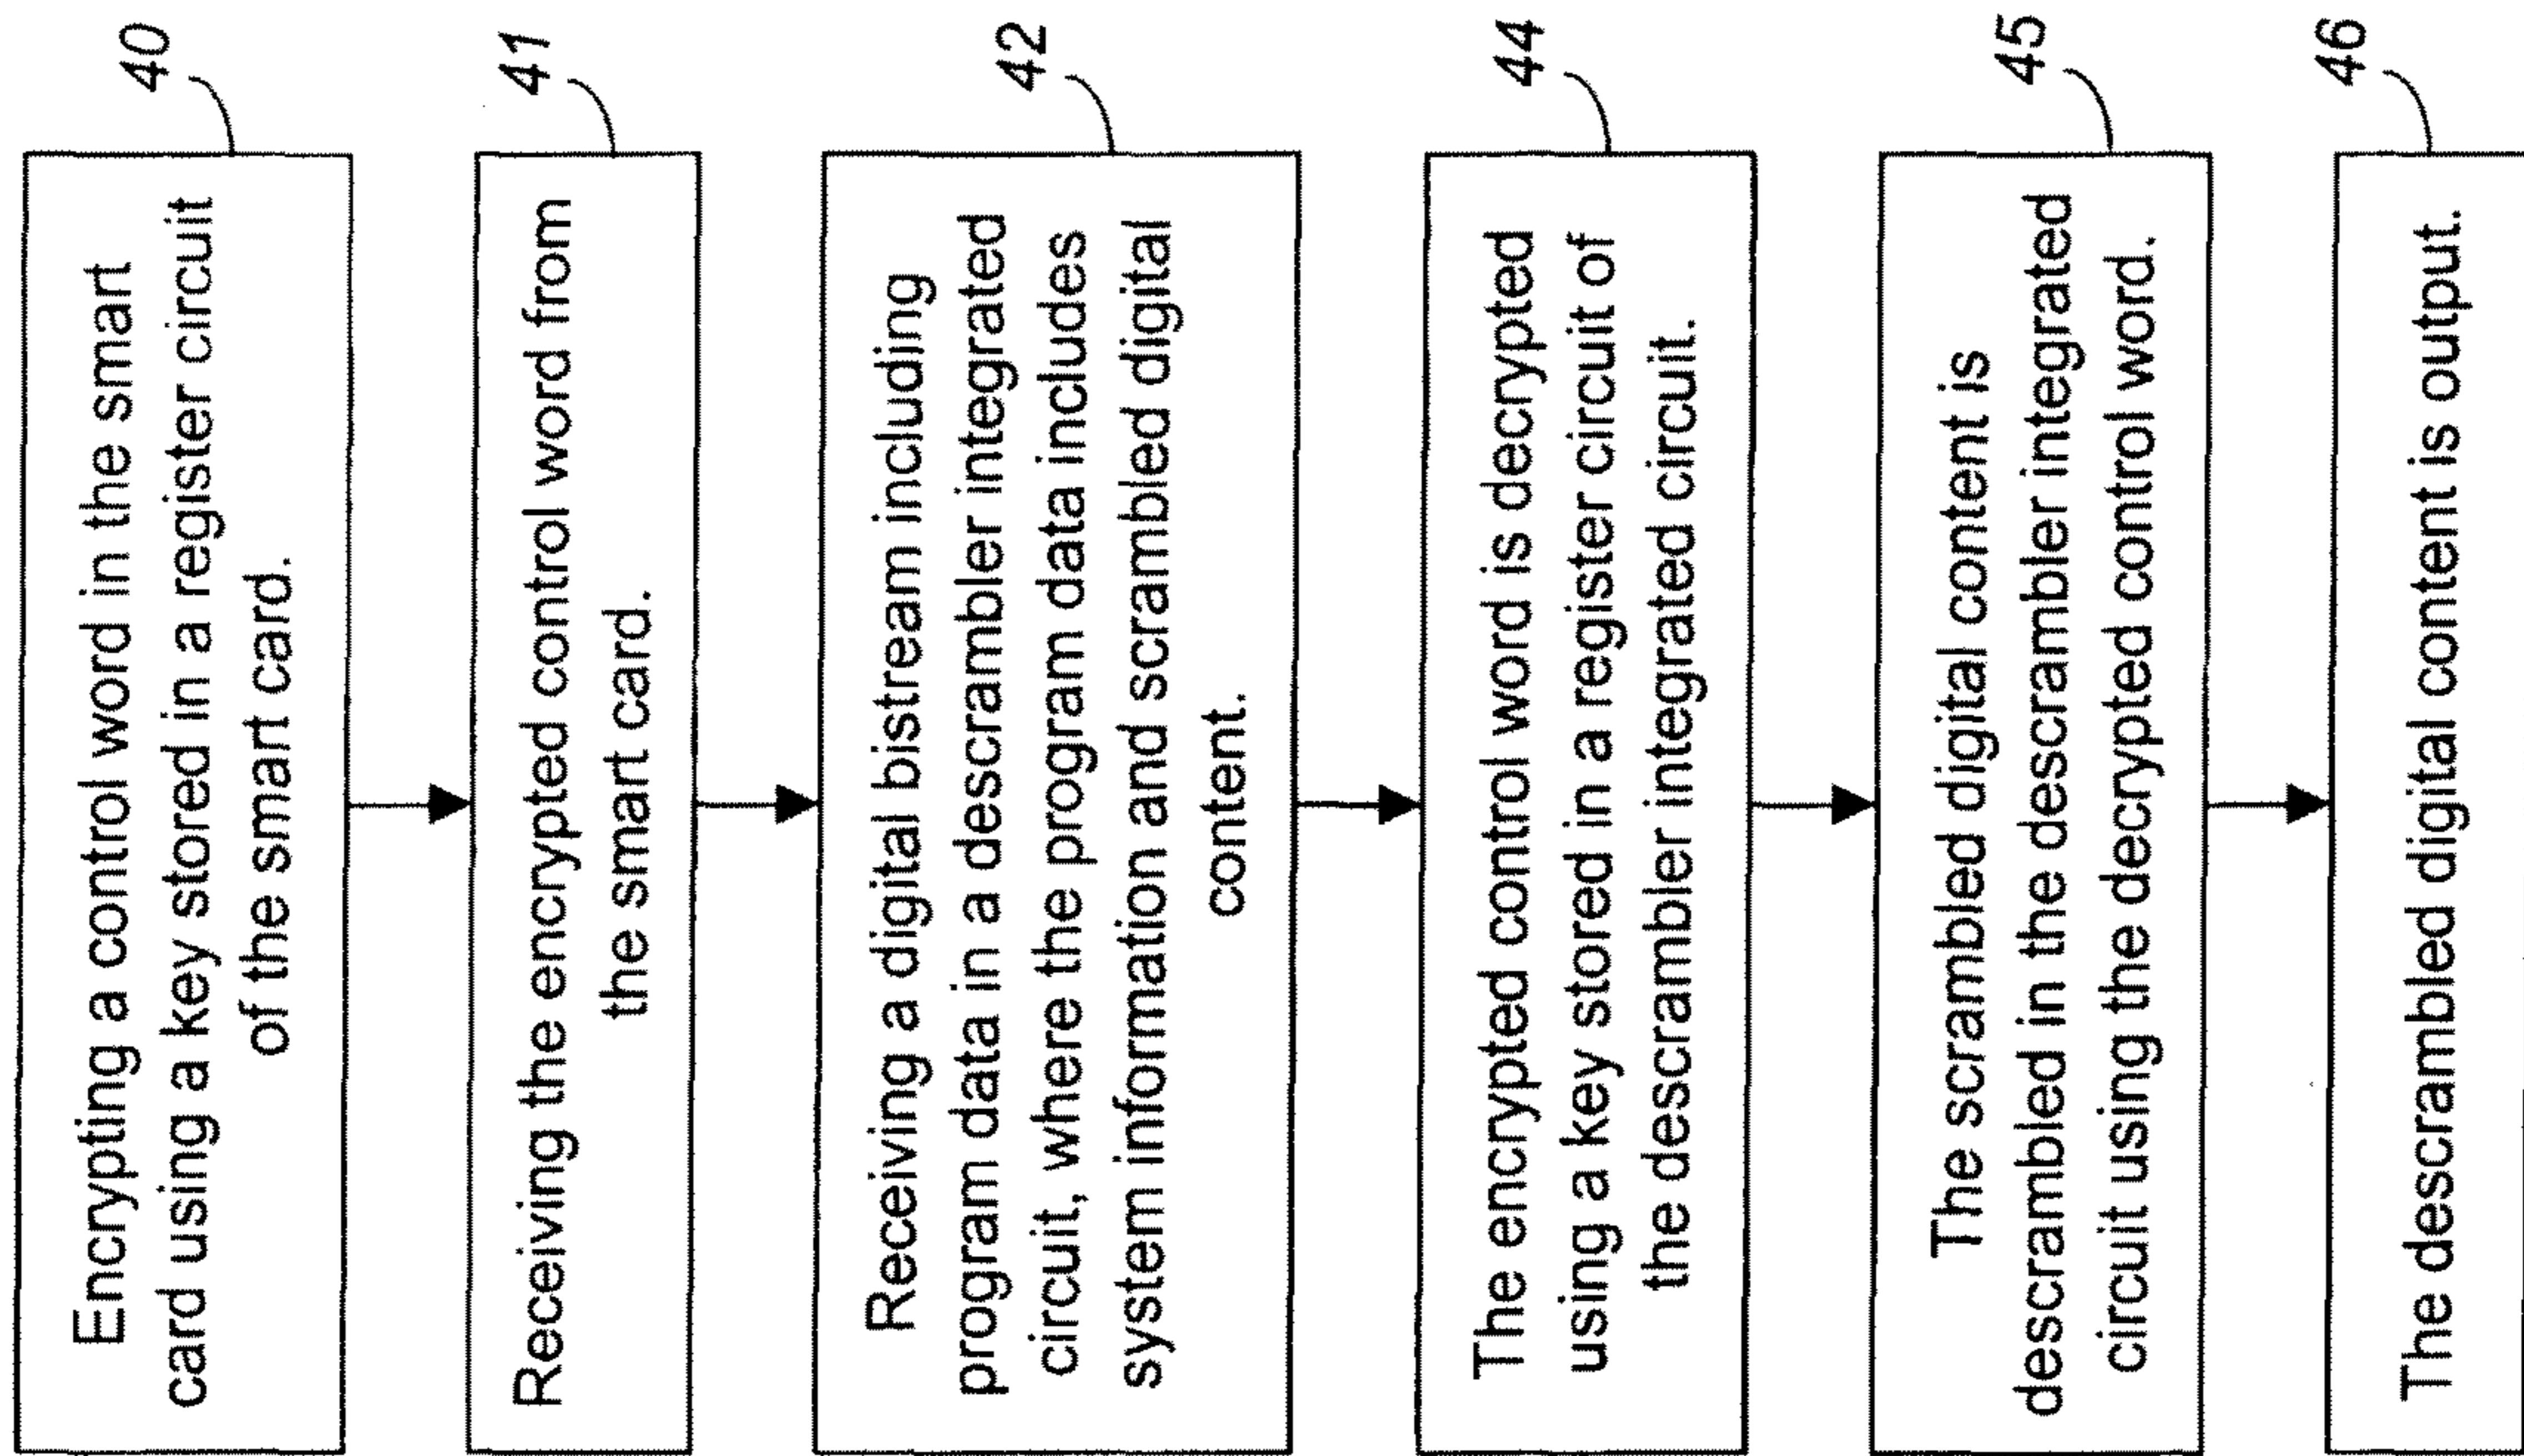 Encrypting a control word in the smart
card using a key stored in a register circuit
of the smart card.
40
Receiving the encrypted control word from
the smart card.
41
Receiving a digital bistream including
program data in a descrambler integrated
circuit, where the program data includes
system information and scrambled digital
content.
42
The encrypted control word is decrypted
using a key stored in a register circuit of
the descrambler integrated circuit.
44
The scrambled digital content is
descrambled in the descrambler integrated
circuit using the decrypted control word.
45
The descrambled digital content is output.
46